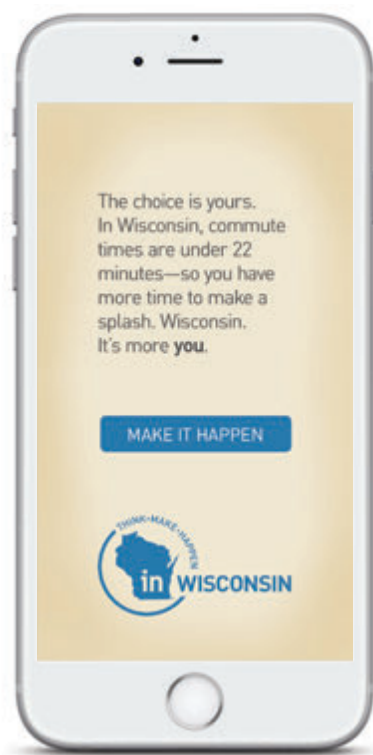 The choice is yours.
In Wisconsin, commute
times are under 22
minutes—so you have
more time to make a
splash. Wisconsin.
It's more you.
MAKE IT HAPPEN
THINK•MAKE•HAPPEN
in WISCONSIN